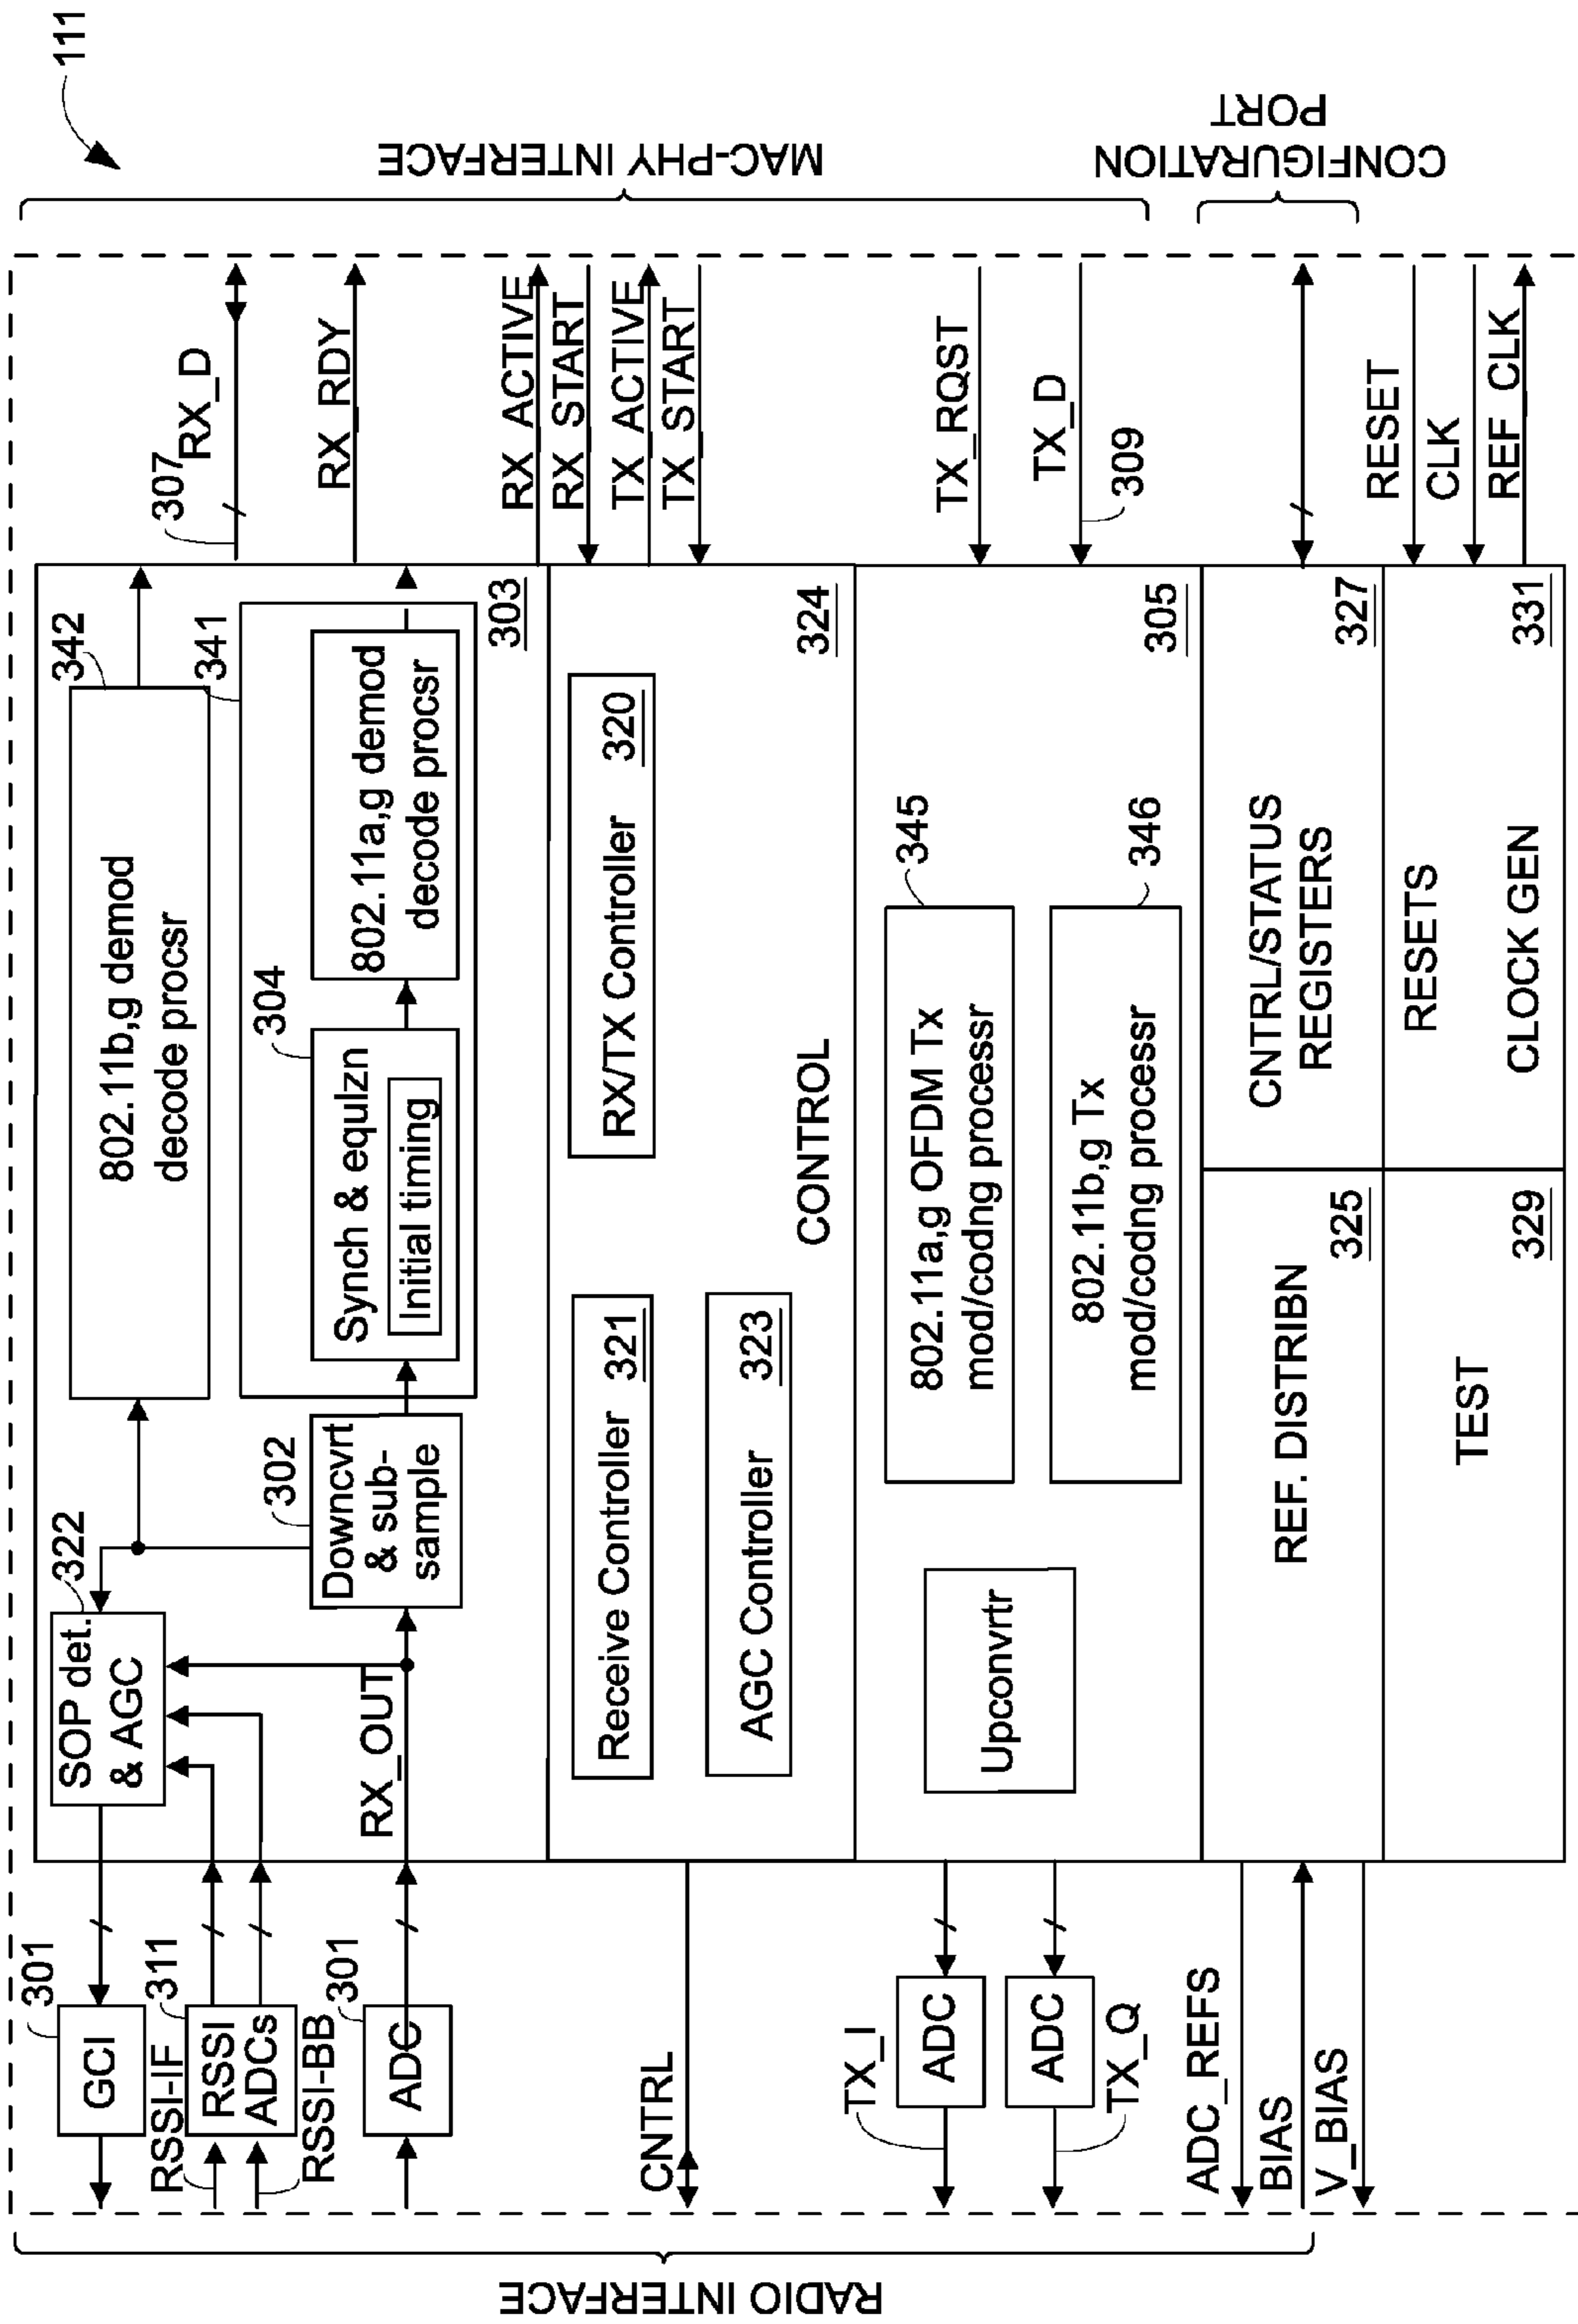 111
RADIO INTERFACE
MAC-PHY INTERFACE
CONFIGURATION
PORT
301
GCI
RSSI-IF
311
RSSI
ADCs
RSSI-BB
301
ADC
CNTRL
TX_I
ADC
ADC
TX_Q
ADC_REFS
BIAS
V_BIAS
322
SOP det.
& AGC
RX_OUT
302
Downcvrt
& sub-
sample
342
802.11b,g demod
decode procsr
341
304
Synch & equlzn
Initial timing
802.11a,g demod
decode procsr
303
Receive Controller 321
AGC Controller 323
RX/TX Controller 320
CONTROL
324
Upconvrtr
802.11a,g OFDM Tx
mod/codng processr
345
802.11b,g Tx
mod/codng processr
346
305
REF. DISTRIBN
325
CNTRL/STATUS
REGISTERS
327
TEST
329
RESETS
CLOCK GEN
331
307
RX_D
RX_RDY
RX_ACTIVE
RX_START
TX_ACTIVE
TX_START
TX_RQST
TX_D
309
RESET
CLK
REF_CLK